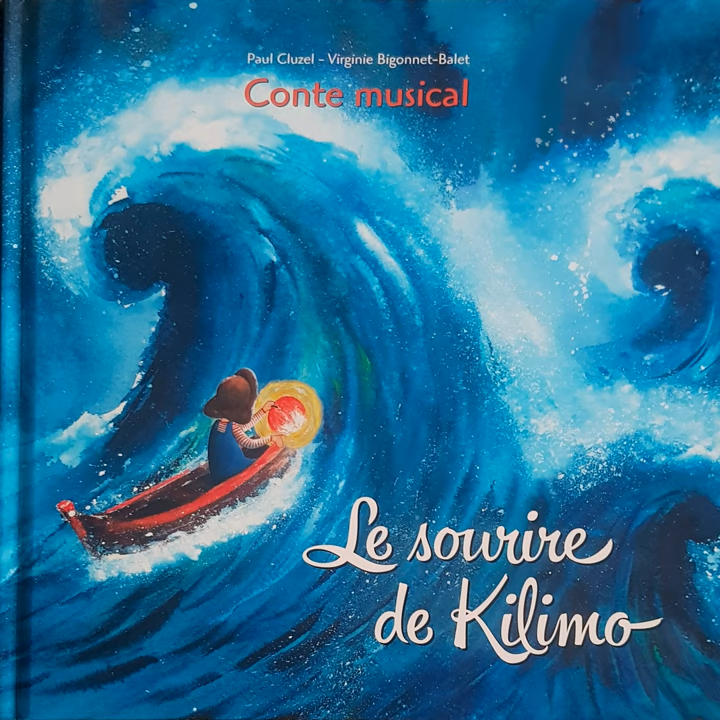 Paul Cluzel - Virginie Bigonnet-Balet
Conte musical
Le sourire
de Kilimo